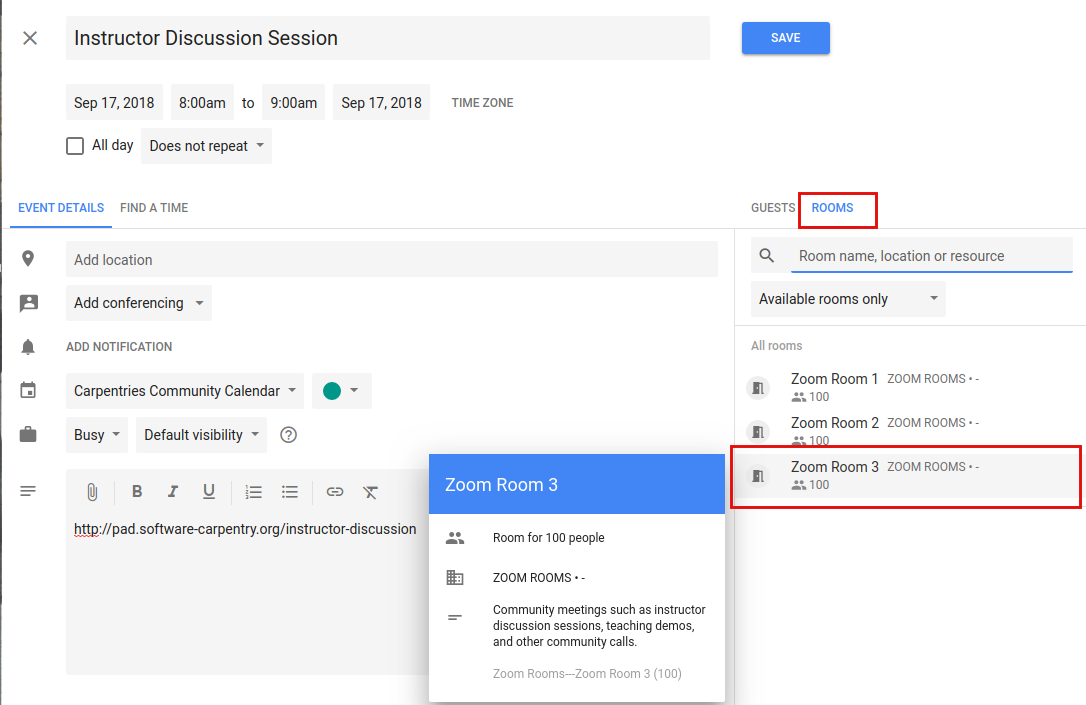 Instructor Discussion Session
SAVE
Sep 17, 2018 8:00am to 9:00am Sep 17, 2018 TIME ZONE
All day Does not repeat
EVENT DETAILS FIND A TIME
GUESTS ROOMS
Add location
Room name, location or resource
Add conferencing
Available rooms only
ADD NOTIFICATION
All rooms
Carpentries Community Calendar
Zoom Room 1 ZOOM ROOMS • -
100
Busy Default visibility
Zoom Room 2 ZOOM ROOMS • -
100
Zoom Room 3 ZOOM ROOMS • -
100
B I U
http://pad.software-carpentry.org/instructor-discussion
Zoom Room 3
Room for 100 people
ZOOM ROOMS • -
Community meetings such as instructor
discussion sessions, teaching demos,
and other community calls.
Zoom Rooms---Zoom Room 3 (100)